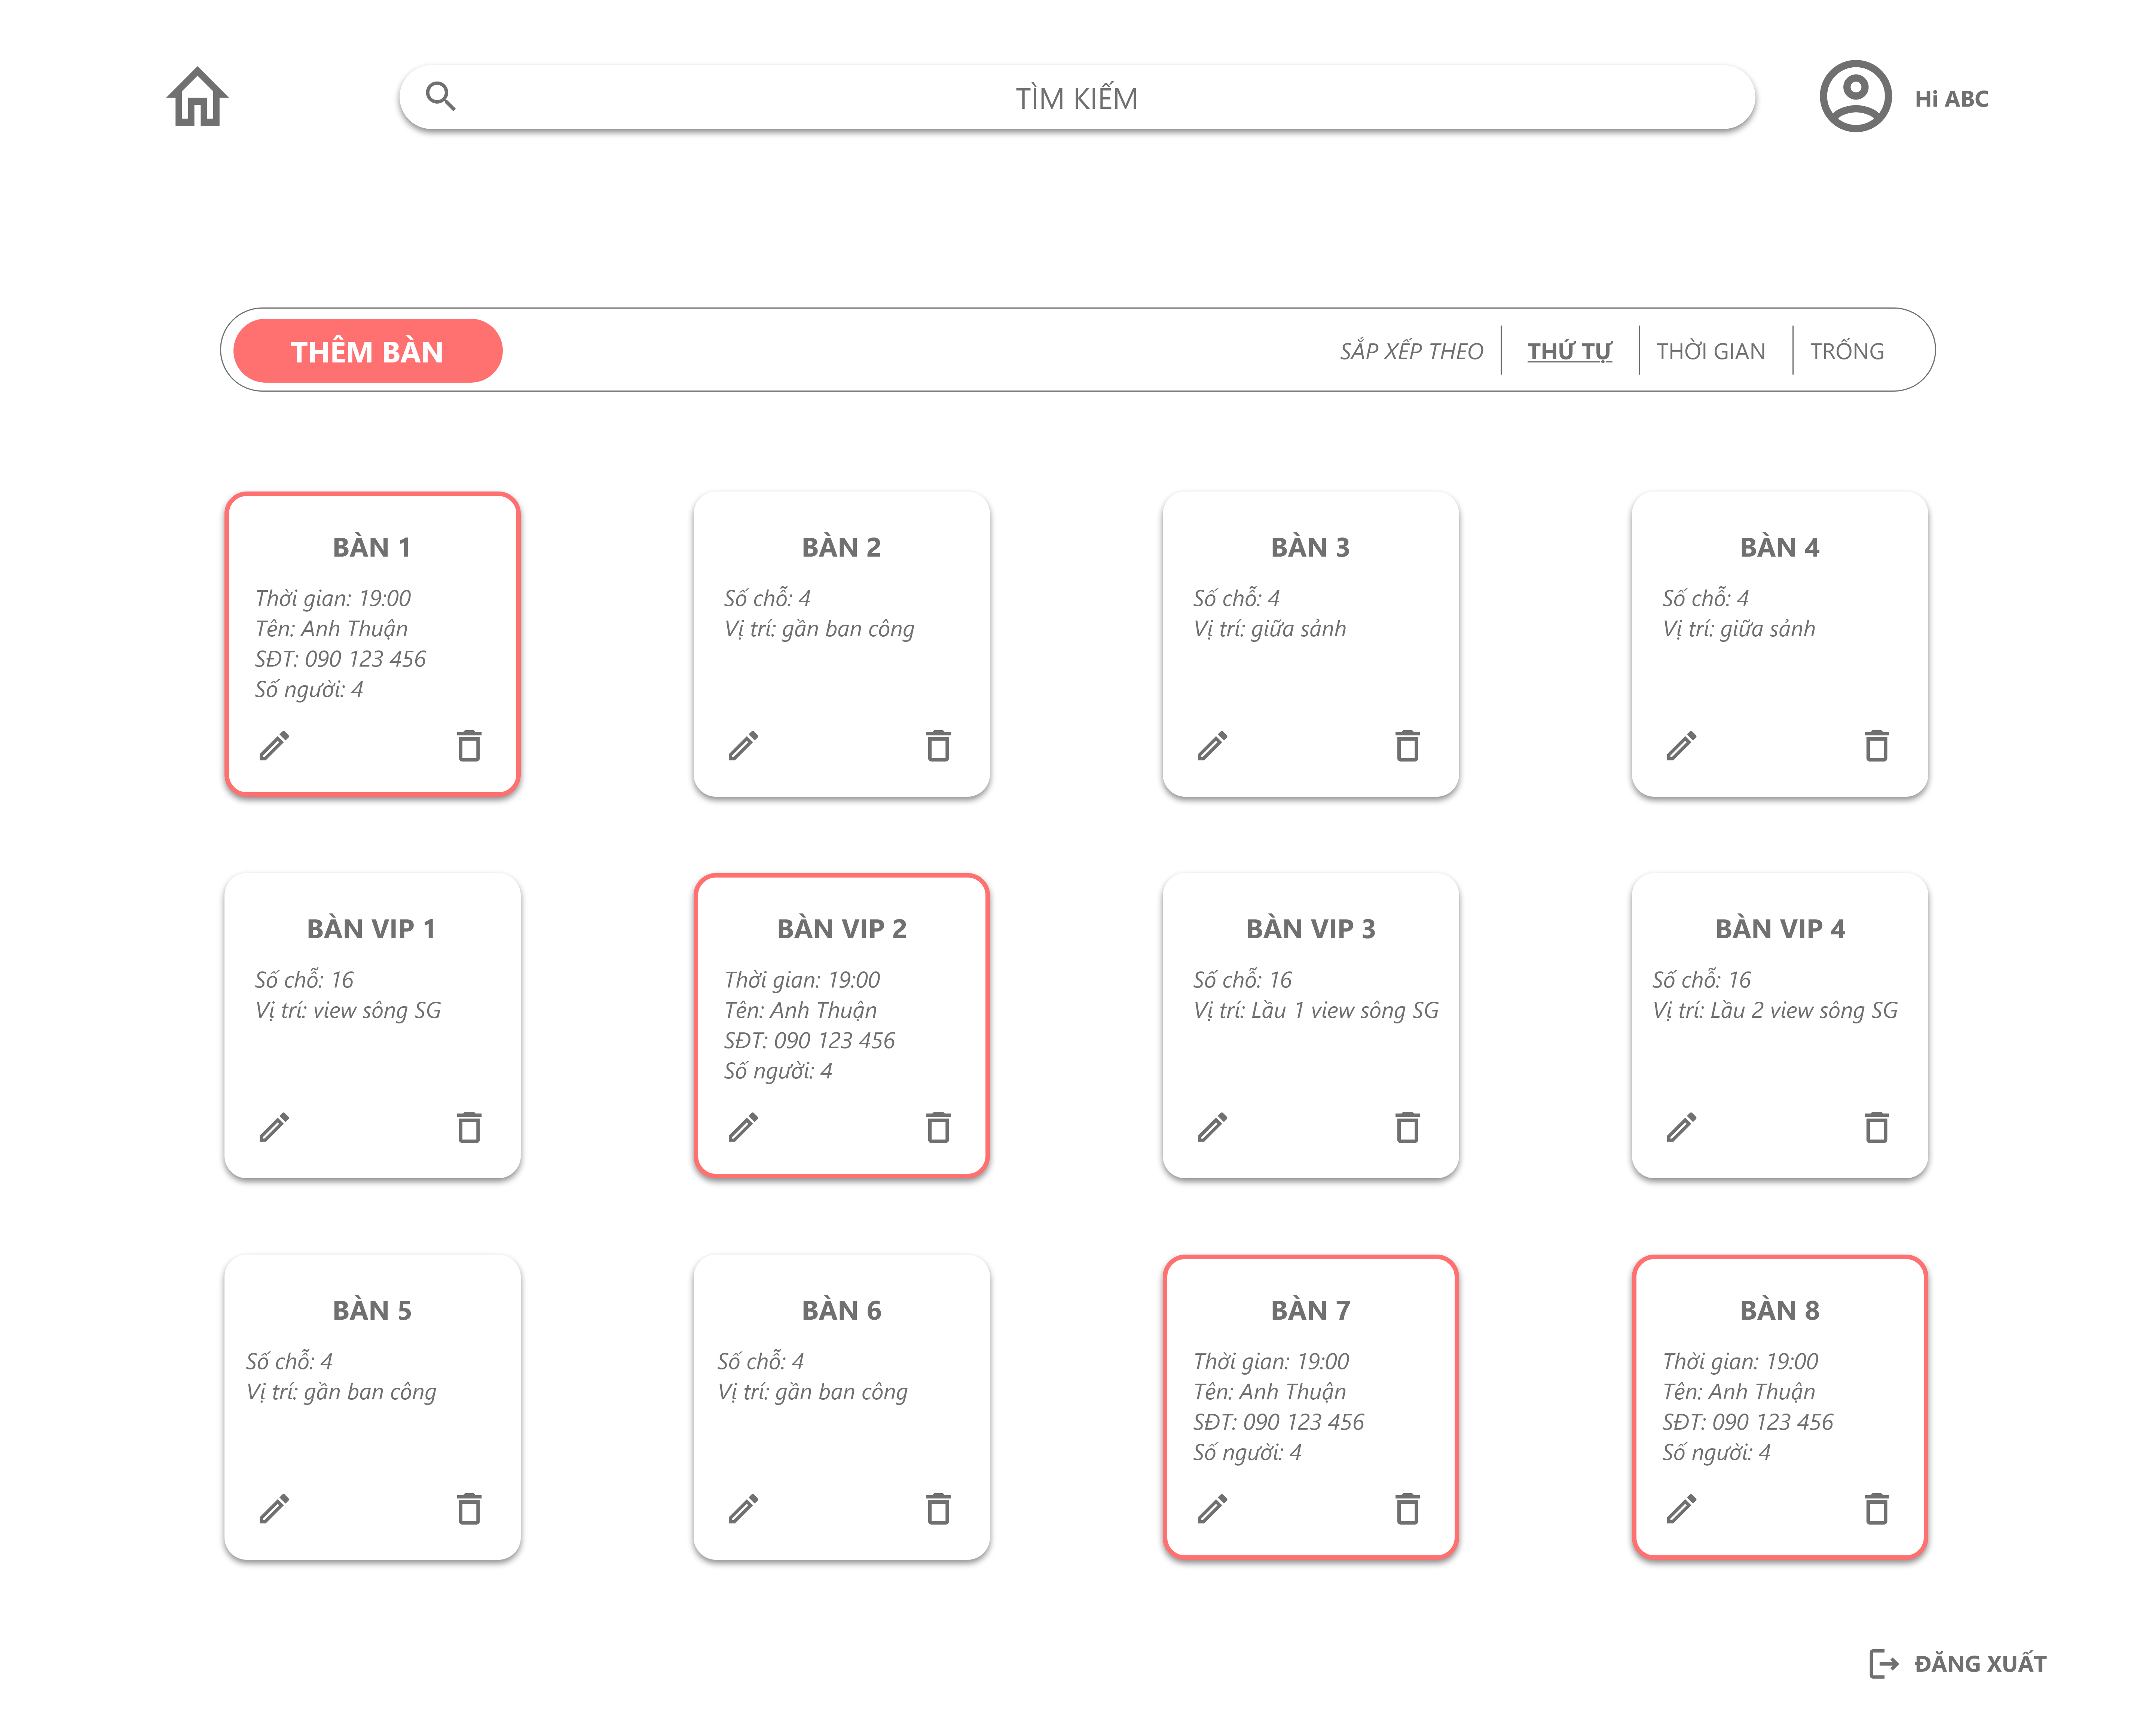 TÌM KIẾM
Hi ABC
THÊM BÀN
SẮP XẾP THEO
THỨ TỰ
THỜI GIAN
TRỐNG
BÀN 1
Thời gian: 19:00
Tên: Anh Thuận
SĐT: 090 123 456
Số người: 4
BÀN 2
Số chỗ: 4
Vị trí: gần ban công
BÀN 3
Số chỗ: 4
Vị trí: giữa sảnh
BÀN 4
Số chỗ: 4
Vị trí: giữa sảnh
BÀN VIP 1
Số chỗ: 16
Vị trí: view sông SG
BÀN VIP 2
Thời gian: 19:00
Tên: Anh Thuận
SĐT: 090 123 456
Số người: 4
BÀN VIP 3
Số chỗ: 16
Vị trí: Lầu 1 view sông SG
BÀN VIP 4
Số chỗ: 16
Vị trí: Lầu 2 view sông SG
BÀN 5
Số chỗ: 4
Vị trí: gần ban công
BÀN 6
Số chỗ: 4
Vị trí: gần ban công
BÀN 7
Thời gian: 19:00
Tên: Anh Thuận
SĐT: 090 123 456
Số người: 4
BÀN 8
Thời gian: 19:00
Tên: Anh Thuận
SĐT: 090 123 456
Số người: 4
ĐĂNG XUẤT